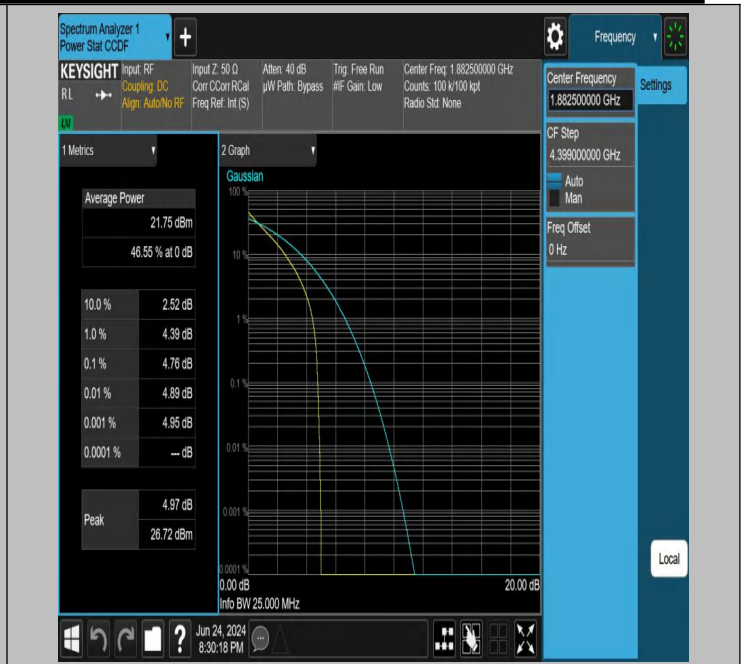 Spectrum Analyzer 1
Power Stat CCDF
Frequency
KEYSIGHT
RL
LXI
Input: RF
Coupling: DC
Align: Auto/No RF
Input Z: 50 Ω
Corr CCorr RCal
Freq Ref: Int (S)
Atten: 40 dB
µW Path: Bypass
Trig: Free Run
#IF Gain: Low
Center Freq: 1.882500000 GHz
Counts: 100 k/100 kpt
Radio Std: None
Center Frequency
1.882500000 GHz
Settings
CF Step
4.399000000 GHz
Auto
Man
Freq Offset
0 Hz
Local
1 Metrics
Average Power
21.75 dBm
46.55 % at 0 dB
10.0 % 2.52 dB
1.0 % 4.39 dB
0.1 % 4.76 dB
0.01 % 4.89 dB
0.001 % 4.95 dB
0.0001 % --- dB
Peak
4.97 dB
26.72 dBm
2 Graph
Gaussian
100 %
10 %
1 %
0.1 %
0.01 %
0.001 %
0.0001 %
0.00 dB 20.00 dB
Info BW 25.000 MHz
?
Jun 24, 2024
8:30:18 PM